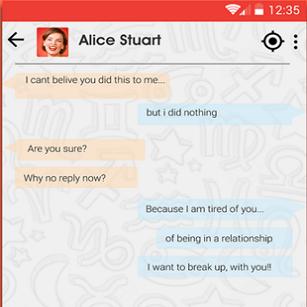 12:35
Alice Stuart
I cant belive you did this to me...
but i did nothing
Are you sure?
Why no reply now?
Because I am tired of you...
of being in a relationship
I want to break up, with you!!